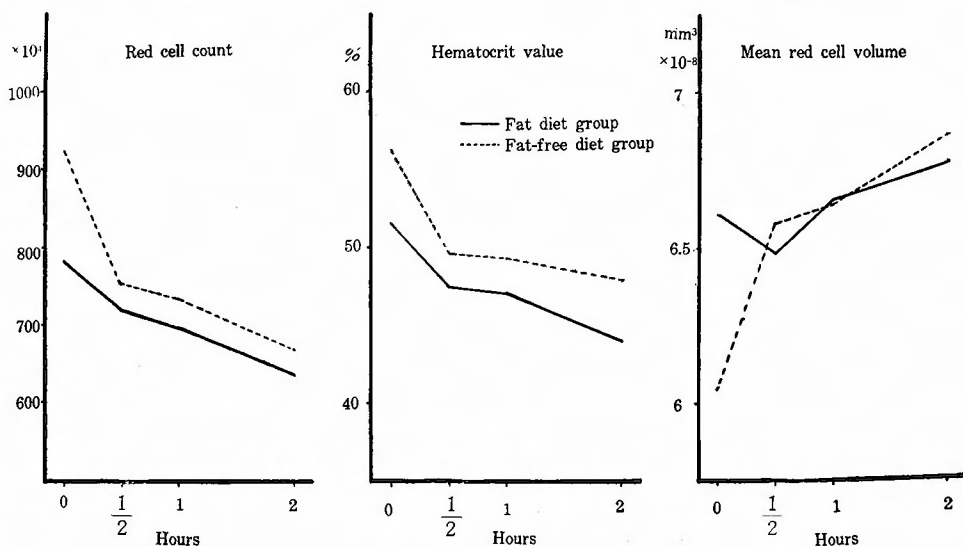 ×10⁴
Red cell count
1000
900
800
700
600
0
1/2
1
2
Hours
%
Hematocrit value
60
Fat diet group
Fat-free diet group
50
40
0
1/2
1
2
Hours
mm³
×10⁻⁸
Mean red cell volume
7
6.5
6
0
1/2
1
2
Hours